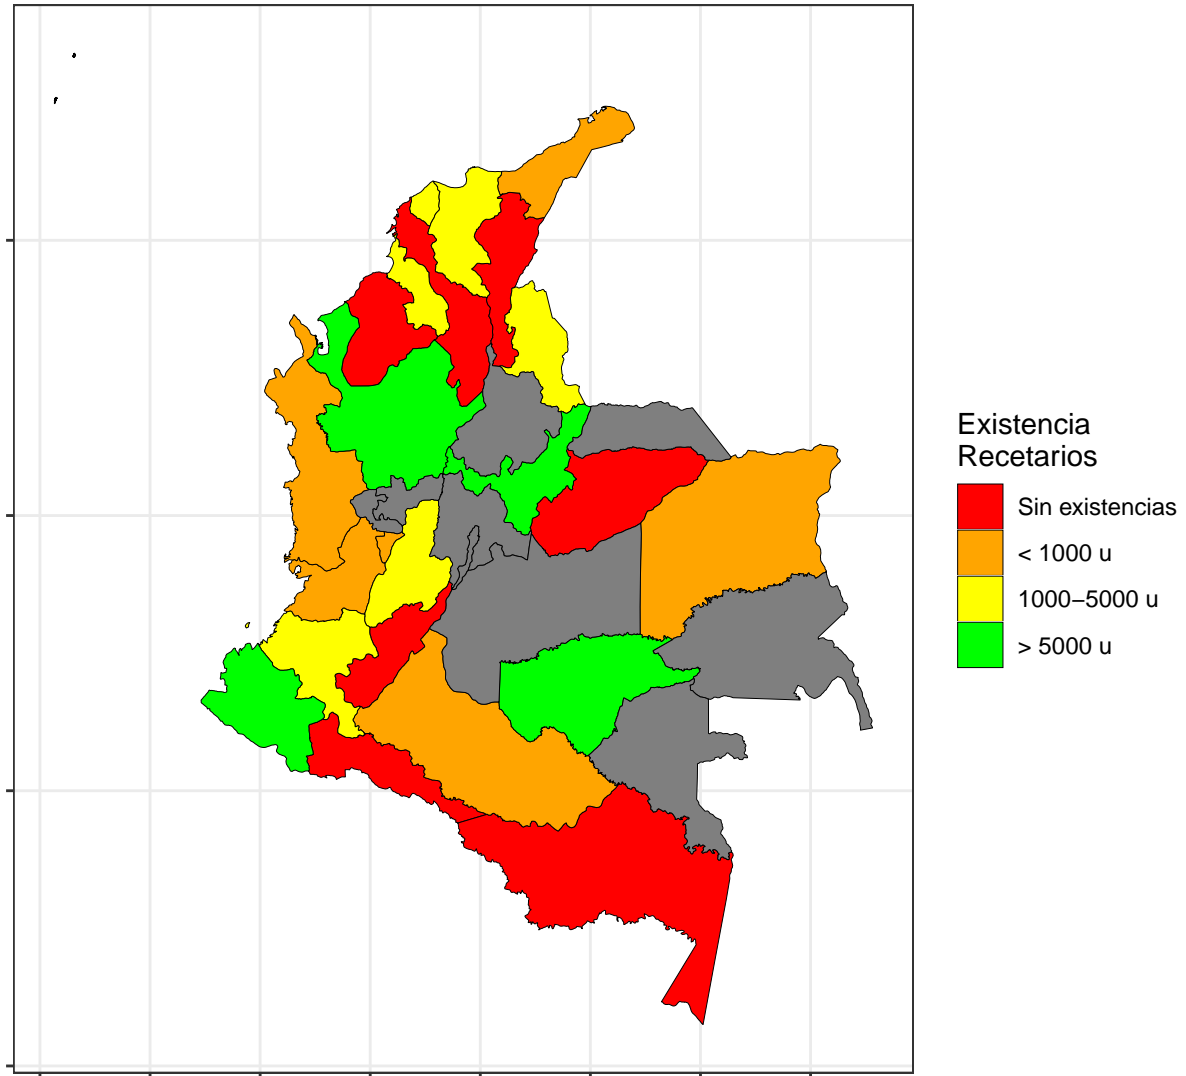 Existencia
Recetarios
Sin existencias
< 1000 u
1000−5000 u
> 5000 u